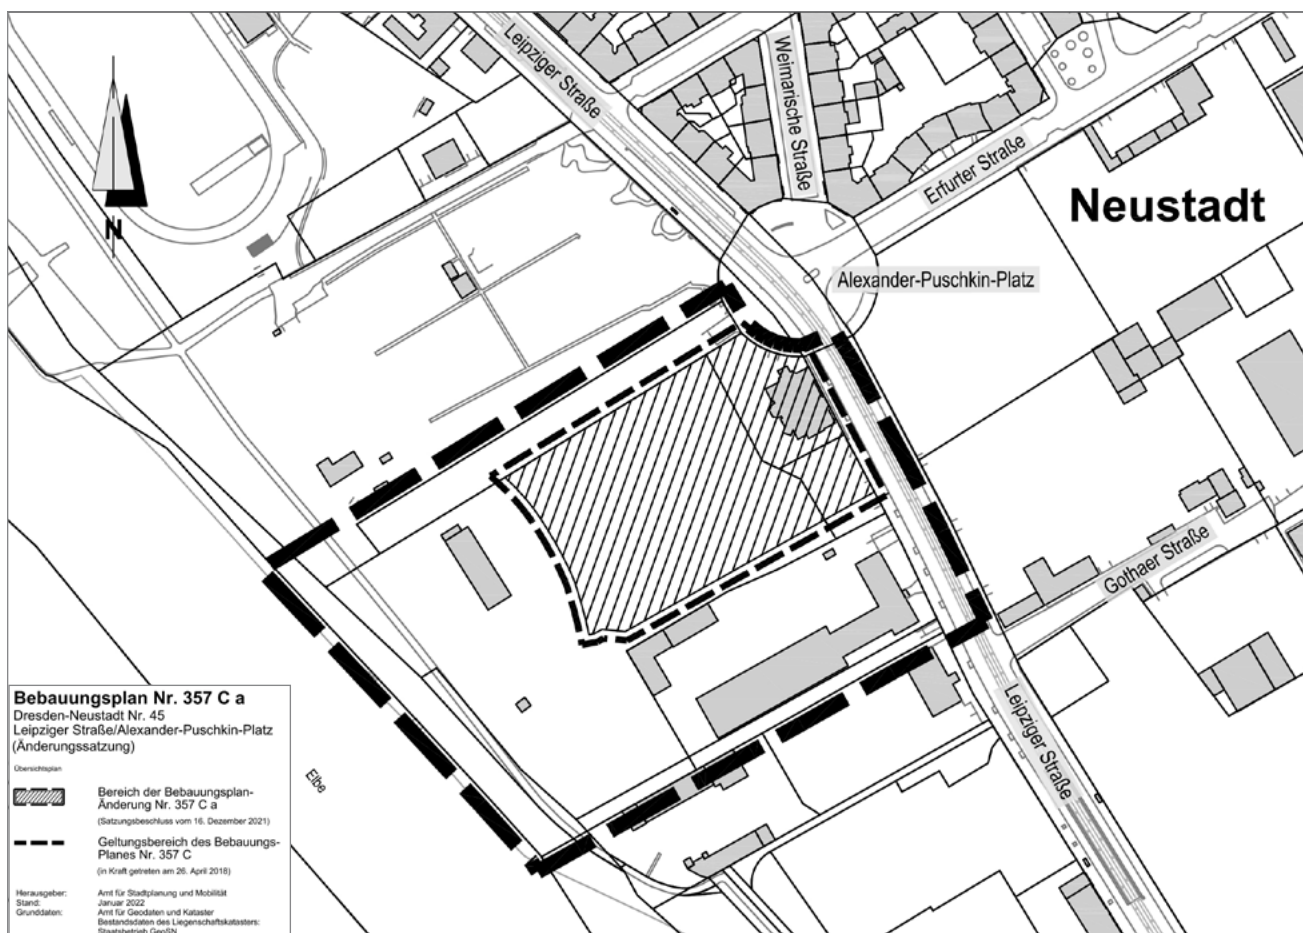 Leipziger Straße
Weimarische Straße
Erfurter Straße
Neustadt
N
Alexander-Puschkin-Platz
Gothaer Straße
Leipziger Straße
Elbe
Bebauungsplan Nr. 357 C a
Dresden-Neustadt Nr. 45
Leipziger Straße/Alexander-Puschkin-Platz
(Änderungssatzung)
Übersichtsplan
Bereich der Bebauungsplan-
Änderung Nr. 357 C a
(Satzungsbeschluss vom 16. Dezember 2021)
Geltungsbereich des Bebauungs-
Planes Nr. 357 C
(in Kraft getreten am 26. April 2018)
Herausgeber: Amt für Stadtplanung und Mobilität
Stand: Januar 2022
Grunddaten: Amt für Geodaten und Kataster
Bestandsdaten des Liegenschaftskatasters:
Staatsbetrieb GeoSN